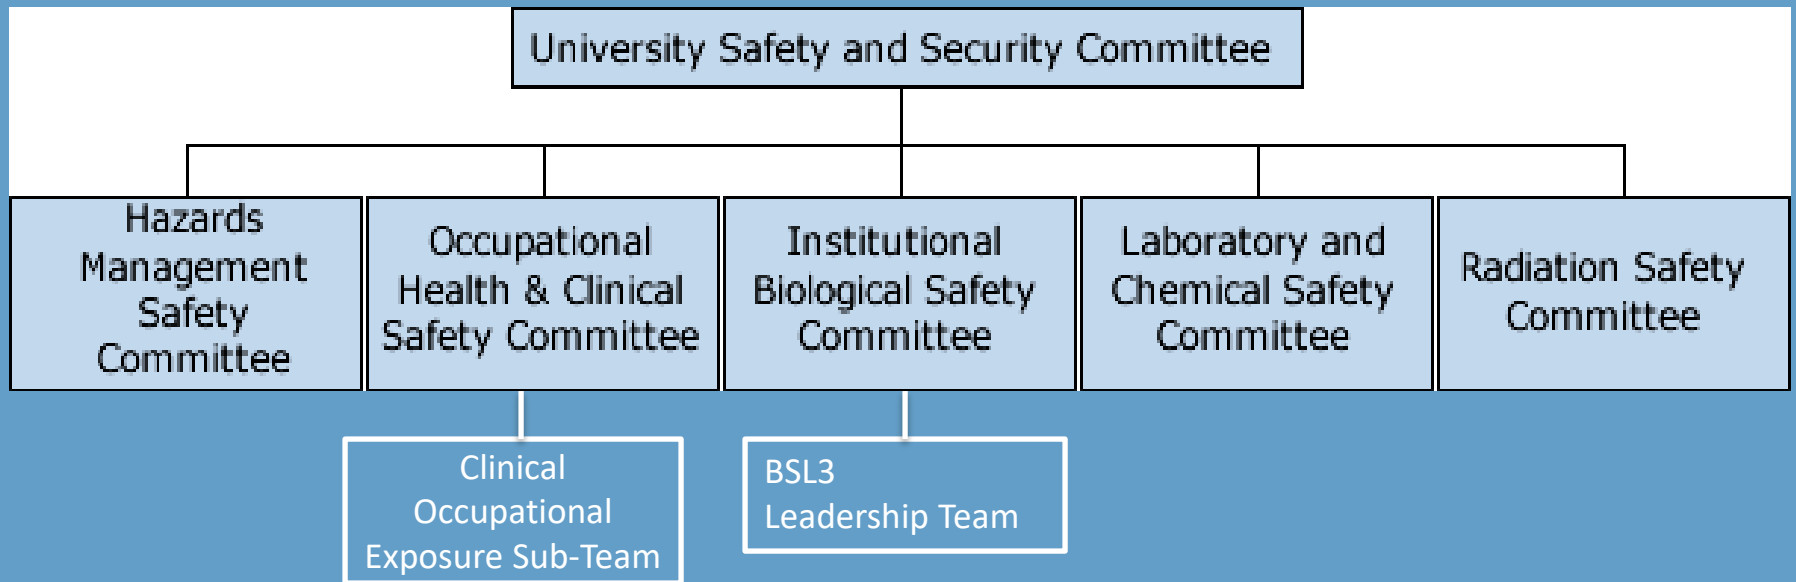 University Safety and Security Committee
Hazards
Management
Safety
Committee
Occupational
Health & Clinical
Safety Committee
Institutional
Biological Safety
Committee
Laboratory and
Chemical Safety
Committee
Radiation Safety
Committee
Clinical
Occupational
Exposure Sub-Team
BSL3
Leadership Team